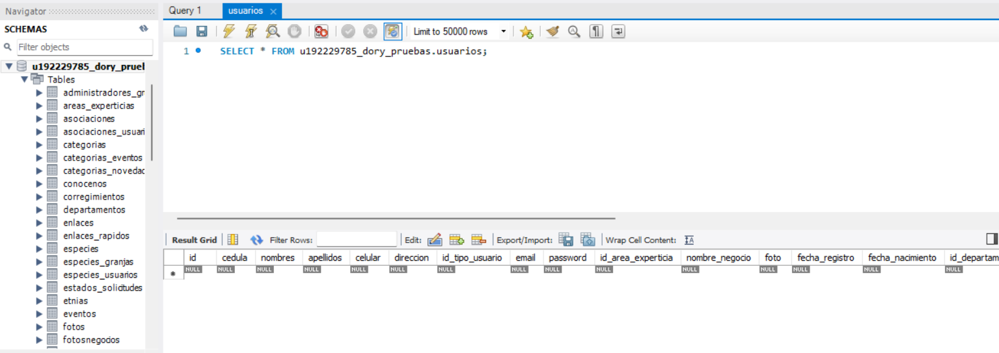 Navigator
SCHEMAS
Filter objects
u192229785_dory_pruel
Tables
administradores_gr
areas_experticias
asociaciones
asociaciones_usuari
categorias
categorias_eventos
categorias_novedac
conocenos
corregimientos
departamentos
enlaces
enlaces_rapidos
especies
especies_granjas
especies_usuarios
estados_solicitudes
etnias
eventos
fotos
fotosnegocios
Query 1 usuarios
Limit to 50000 rows
1 SELECT * FROM u192229785_dory_pruebas.usuarios;
Result Grid Filter Rows: Edit: Export/Import: Wrap Cell Content: IA
id cedula nombres apellidos celular direccion id_tipo_usuario email password id_area_experticia nombre_negocio foto fecha_registro fecha_nacimiento id_departam
* NULL NULL NULL NULL NULL NULL NULL NULL NULL NULL NULL NULL NULL NULL NULL